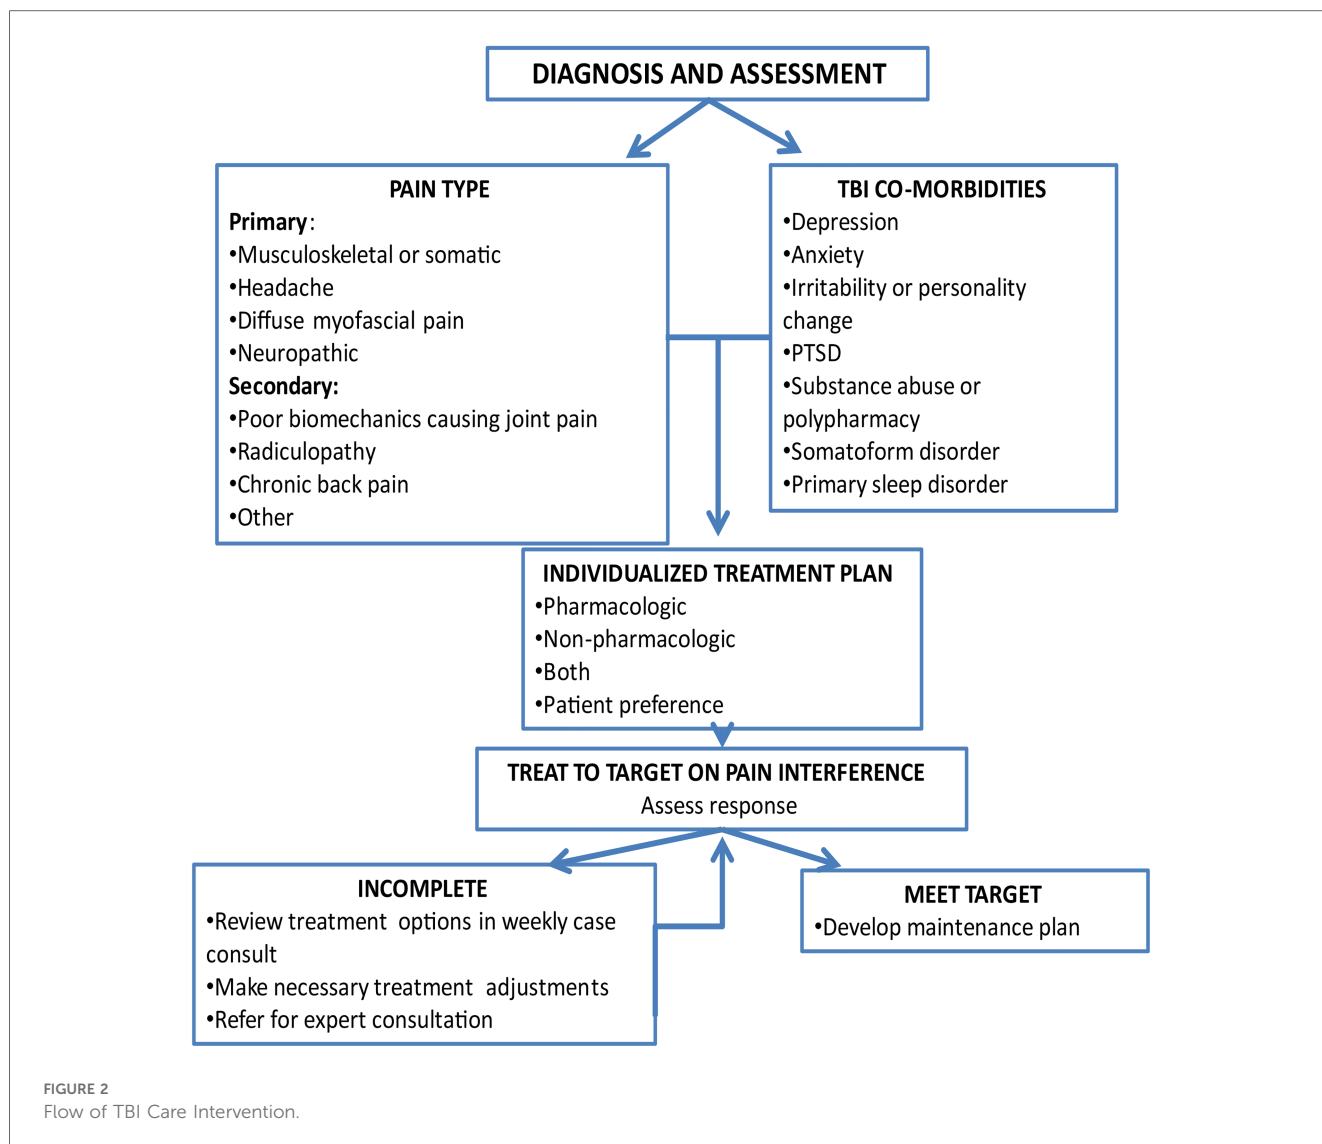 DIAGNOSIS AND ASSESSMENT
PAIN TYPE
Primary:
•Musculoskeletal or somatic
•Headache
•Diffuse myofascial pain
•Neuropathic
Secondary:
•Poor biomechanics causing joint pain
•Radiculopathy
•Chronic back pain
•Other
TBI CO-MORBIDITIES
•Depression
•Anxiety
•Irritability or personality
change
•PTSD
•Substance abuse or
polypharmacy
•Somatoform disorder
•Primary sleep disorder
INDIVIDUALIZED TREATMENT PLAN
•Pharmacologic
•Non-pharmacologic
•Both
•Patient preference
TREAT TO TARGET ON PAIN INTERFERENCE
Assess response
INCOMPLETE
•Review treatment options in weekly case
consult
•Make necessary treatment adjustments
•Refer for expert consultation
MEET TARGET
•Develop maintenance plan
FIGURE 2
Flow of TBI Care Intervention.